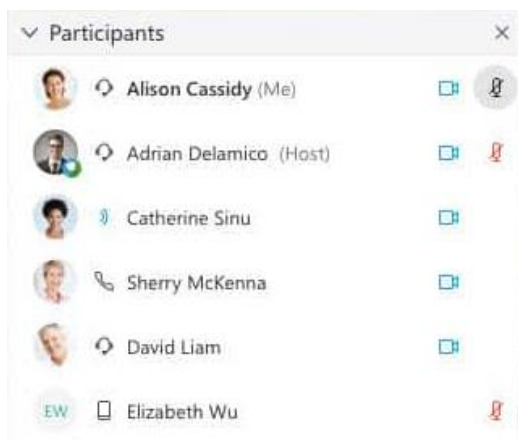 Participants
Alison Cassidy (Me)
Adrian Delamico (Host)
Catherine Sinu
Sherry McKenna
David Liam
EW Elizabeth Wu